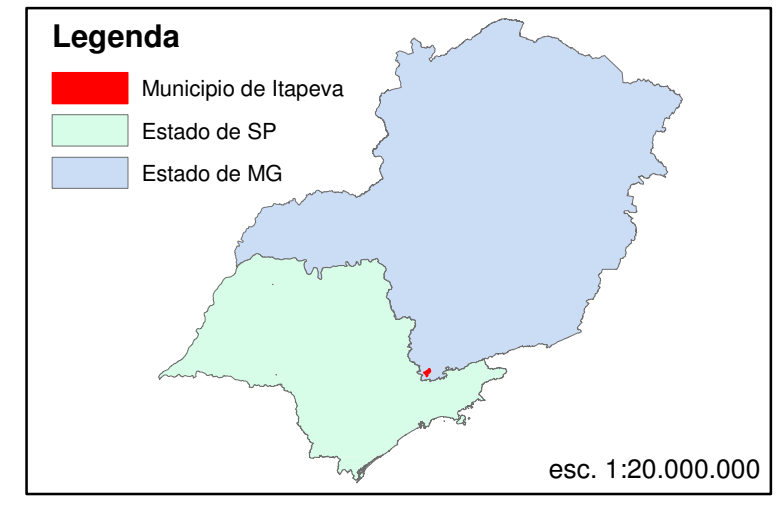 Legenda
Municipio de Itapeva
Estado de SP
Estado de MG
esc. 1:20.000.000